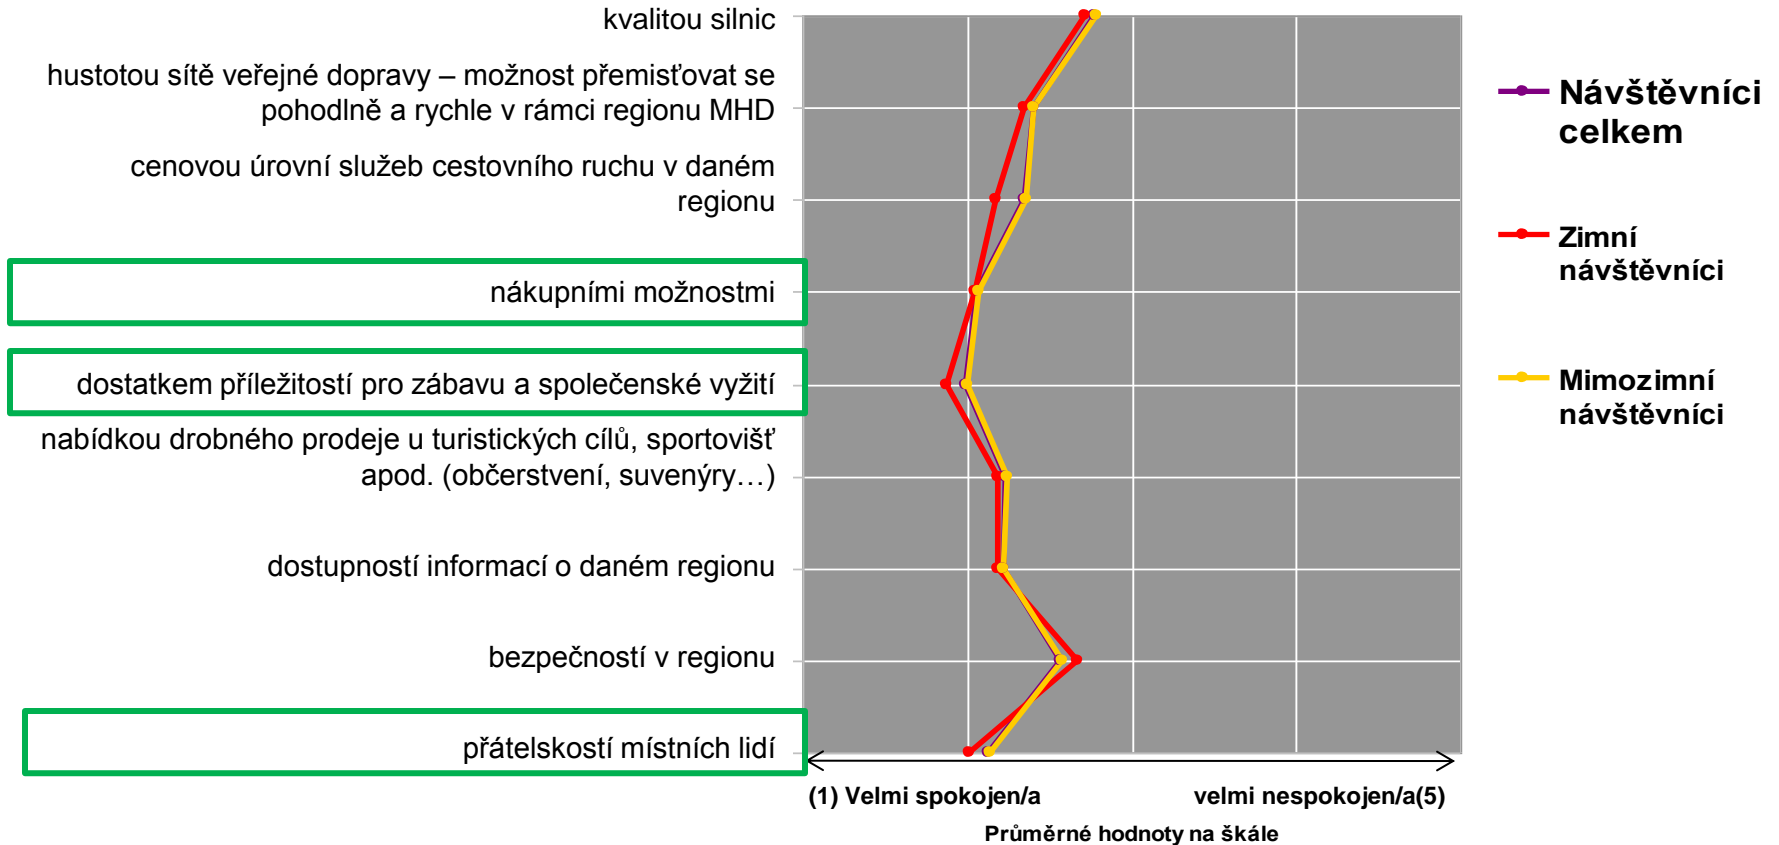 kvalitou silnic
hustotou sítě veřejné dopravy – možnost přemisťovat se
pohodlně a rychle v rámci regionu MHD
cenovou úrovní služeb cestovního ruchu v daném
regionu
nákupními možnostmi
dostatkem příležitostí pro zábavu a společenské vyžití
nabídkou drobného prodeje u turistických cílů, sportovišť
apod. (občerstvení, suvenýry…)
dostupností informací o daném regionu
bezpečností v regionu
přátelskostí místních lidí
(1) Velmi spokojen/a
velmi nespokojen/a(5)
Průměrné hodnoty na škále
Návštěvníci
celkem
Zimní
návštěvníci
Mimozimní
návštěvníci